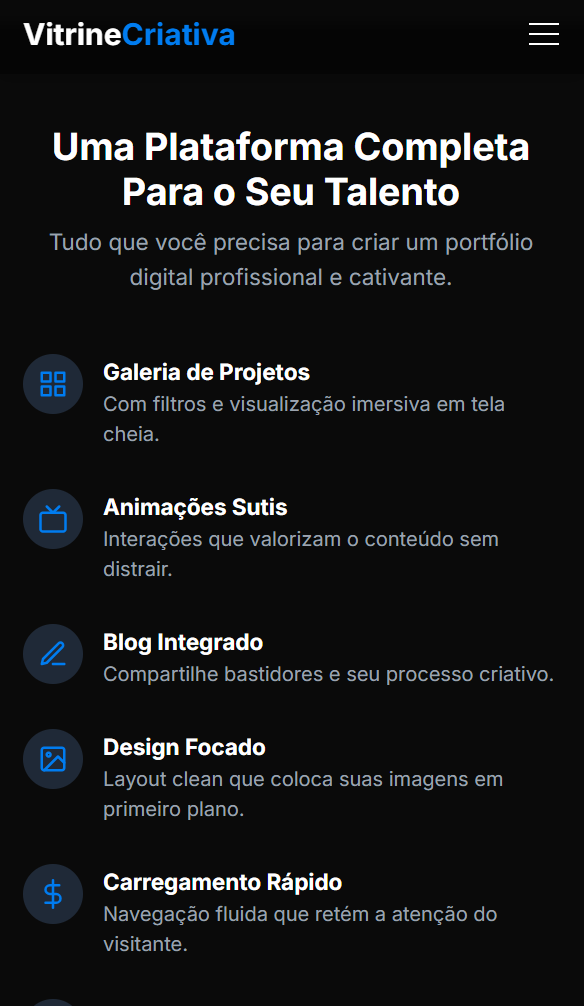 VitrineCriativa
Uma Plataforma Completa
Para o Seu Talento
Tudo que você precisa para criar um portfólio
digital profissional e cativante.
Galeria de Projetos
Com filtros e visualização imersiva em tela
cheia.
Animações Sutis
Interações que valorizam o conteúdo sem
distrair.
Blog Integrado
Compartilhe bastidores e seu processo criativo.
Design Focado
Layout clean que coloca suas imagens em
primeiro plano.
Carregamento Rápido
Navegação fluida que retém a atenção do
visitante.